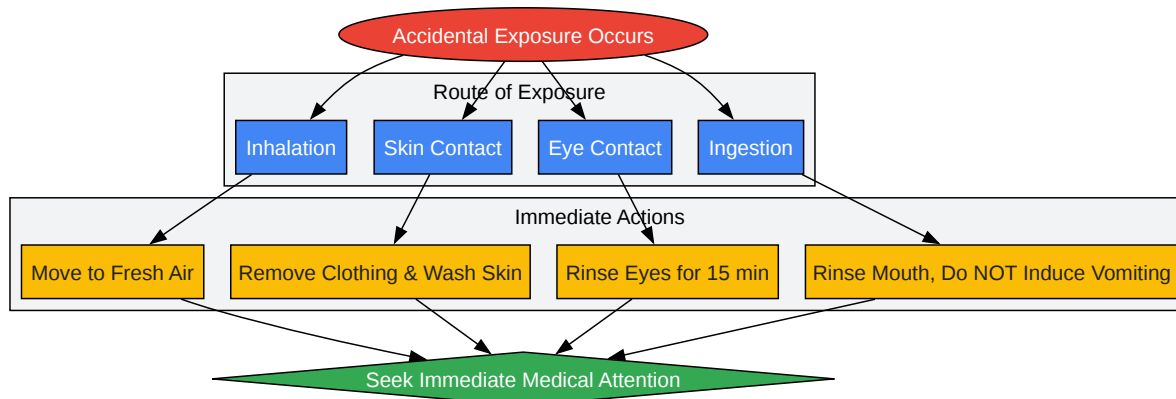 Accidental Exposure Occurs
Route of Exposure
Inhalation
Skin Contact
Eye Contact
Ingestion
Immediate Actions
Move to Fresh Air
Remove Clothing & Wash Skin
Rinse Eyes for 15 min
Rinse Mouth, Do NOT Induce Vomiting
Seek Immediate Medical Attention